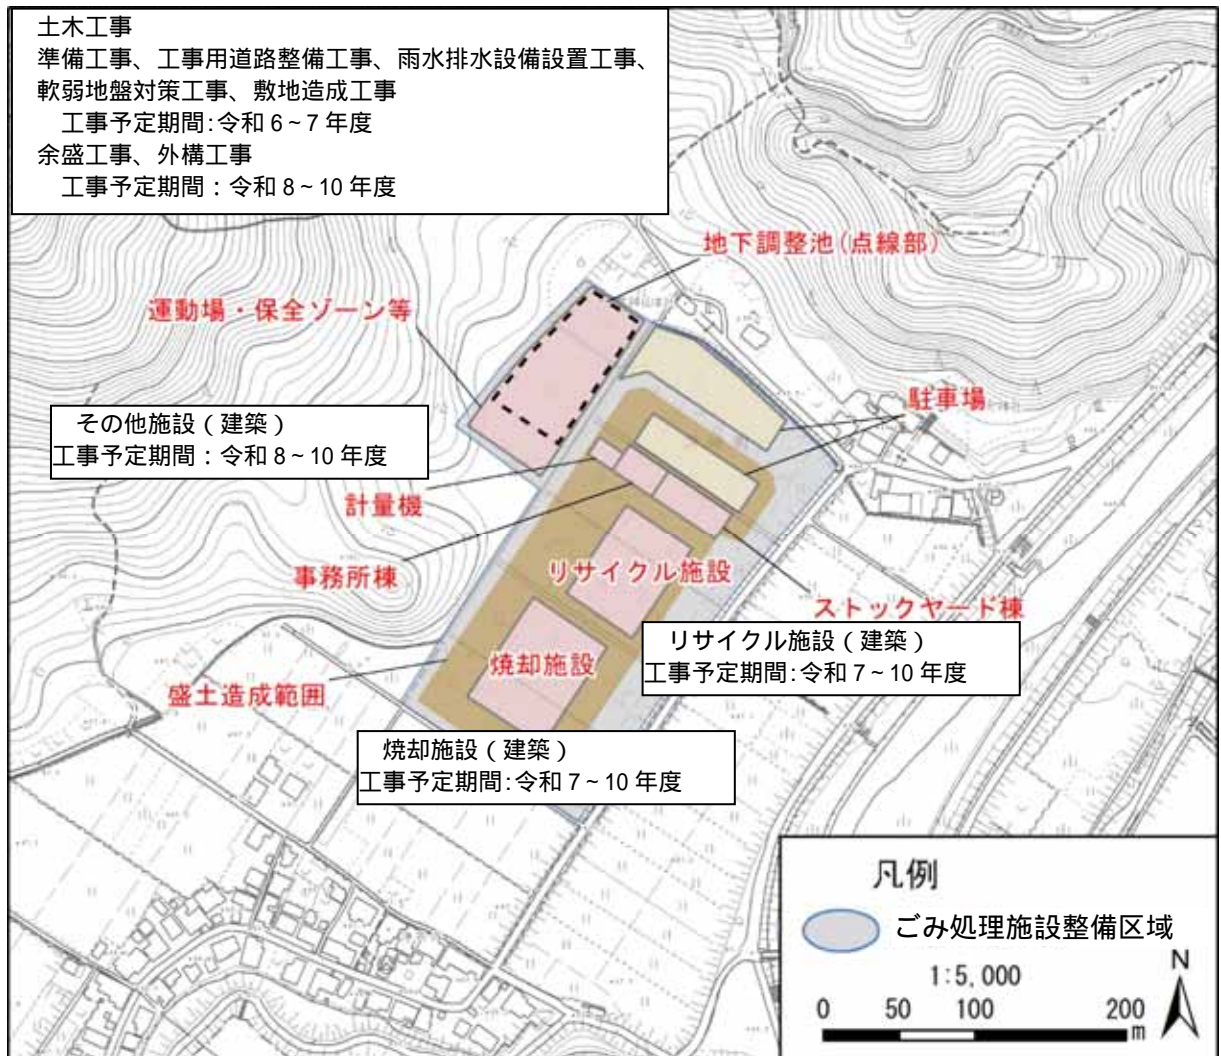 土木工事
準備工事、工事用道路整備工事、雨水排水設備設置工事、
軟弱地盤対策工事、敷地造成工事
工事予定期間:令和6~7年度
余盛工事、外構工事
工事予定期間：令和8~10年度
地下調整池(点線部)
運動場・保全ゾーン等
駐車場
その他施設（建築）
工事予定期間：令和8~10年度
計量機
事務所棟
リサイクル施設
ストックヤード棟
リサイクル施設（建築）
工事予定期間:令和7~10年度
焼却施設
盛土造成範囲
焼却施設（建築）
工事予定期間:令和7~10年度
凡例
ごみ処理施設整備区域
1:5,000
N
0 50 100 200
m